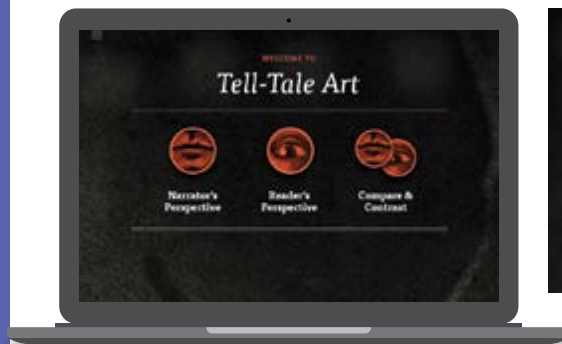 WELCOME TO
Tell-Tale Art
Narrator's
Perspective
Reader's
Perspective
Compare &
Contrast